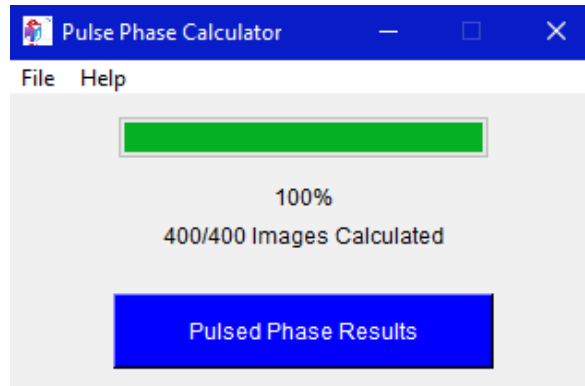 Pulse Phase Calculator
File Help
100%
400/400 Images Calculated
Pulsed Phase Results